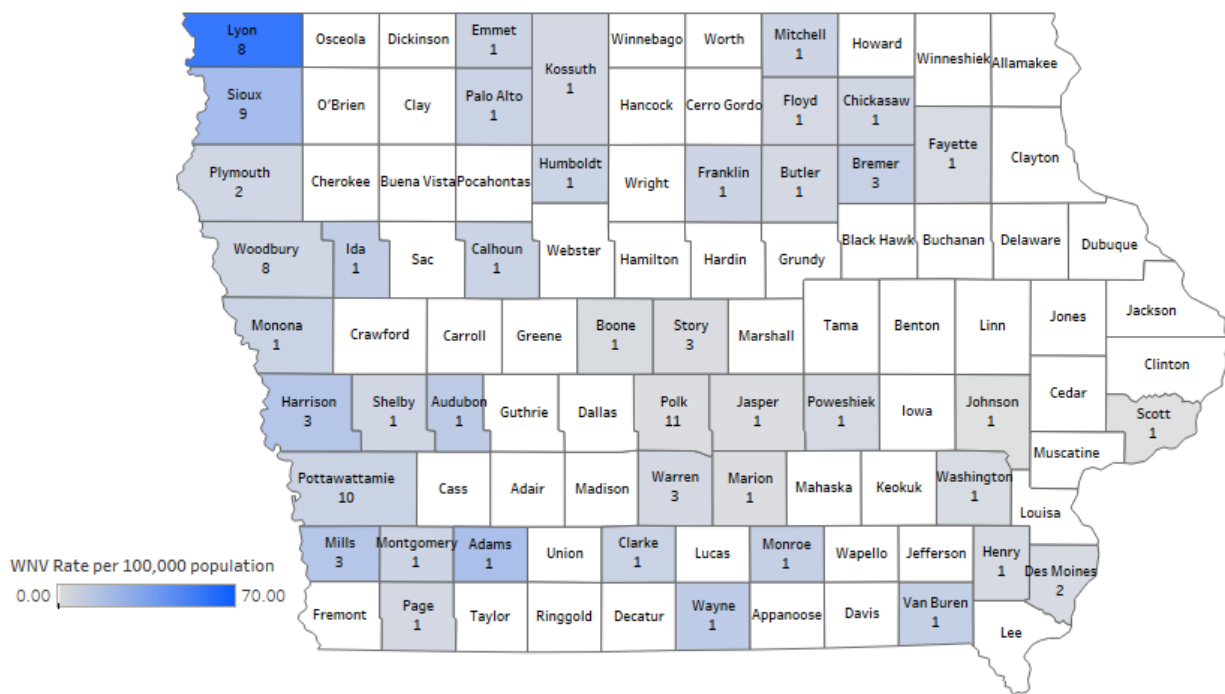 Lyon
8
Osceola
Dickinson
Emmet
1
Kossuth
1
Winnebago
Worth
Mitchell
1
Howard
Winneshiek
Allamakee
Sioux
9
O'Brien
Clay
Palo Alto
1
Hancock
Cerro Gordo
Floyd
1
Chickasaw
1
Fayette
1
Clayton
Plymouth
2
Cherokee
Buena Vista
Pocahontas
Humboldt
1
Wright
Franklin
1
Butler
1
Bremer
3
Woodbury
8
Ida
1
Sac
Calhoun
1
Webster
Hamilton
Hardin
Grundy
Black Hawk
Buchanan
Delaware
Dubuque
Monona
1
Crawford
Carroll
Greene
Boone
1
Story
3
Marshall
Tama
Benton
Linn
Jones
Jackson
Clinton
Harrison
3
Shelby
1
Audubon
1
Guthrie
Dallas
Polk
11
Jasper
1
Poweshiek
1
Iowa
Johnson
1
Cedar
Scott
1
Muscatine
Pottawattamie
10
Cass
Adair
Madison
Warren
3
Marion
1
Mahaska
Keokuk
Washington
1
Louisa
Mills
3
Montgomery
1
Adams
1
Union
Clarke
1
Lucas
Monroe
1
Wapello
Jefferson
Henry
1
Des Moines
2
WNV Rate per 100,000 population
0.00
70.00
Fremont
Page
1
Taylor
Ringgold
Decatur
Wayne
1
Appanoose
Davis
Van Buren
1
Lee